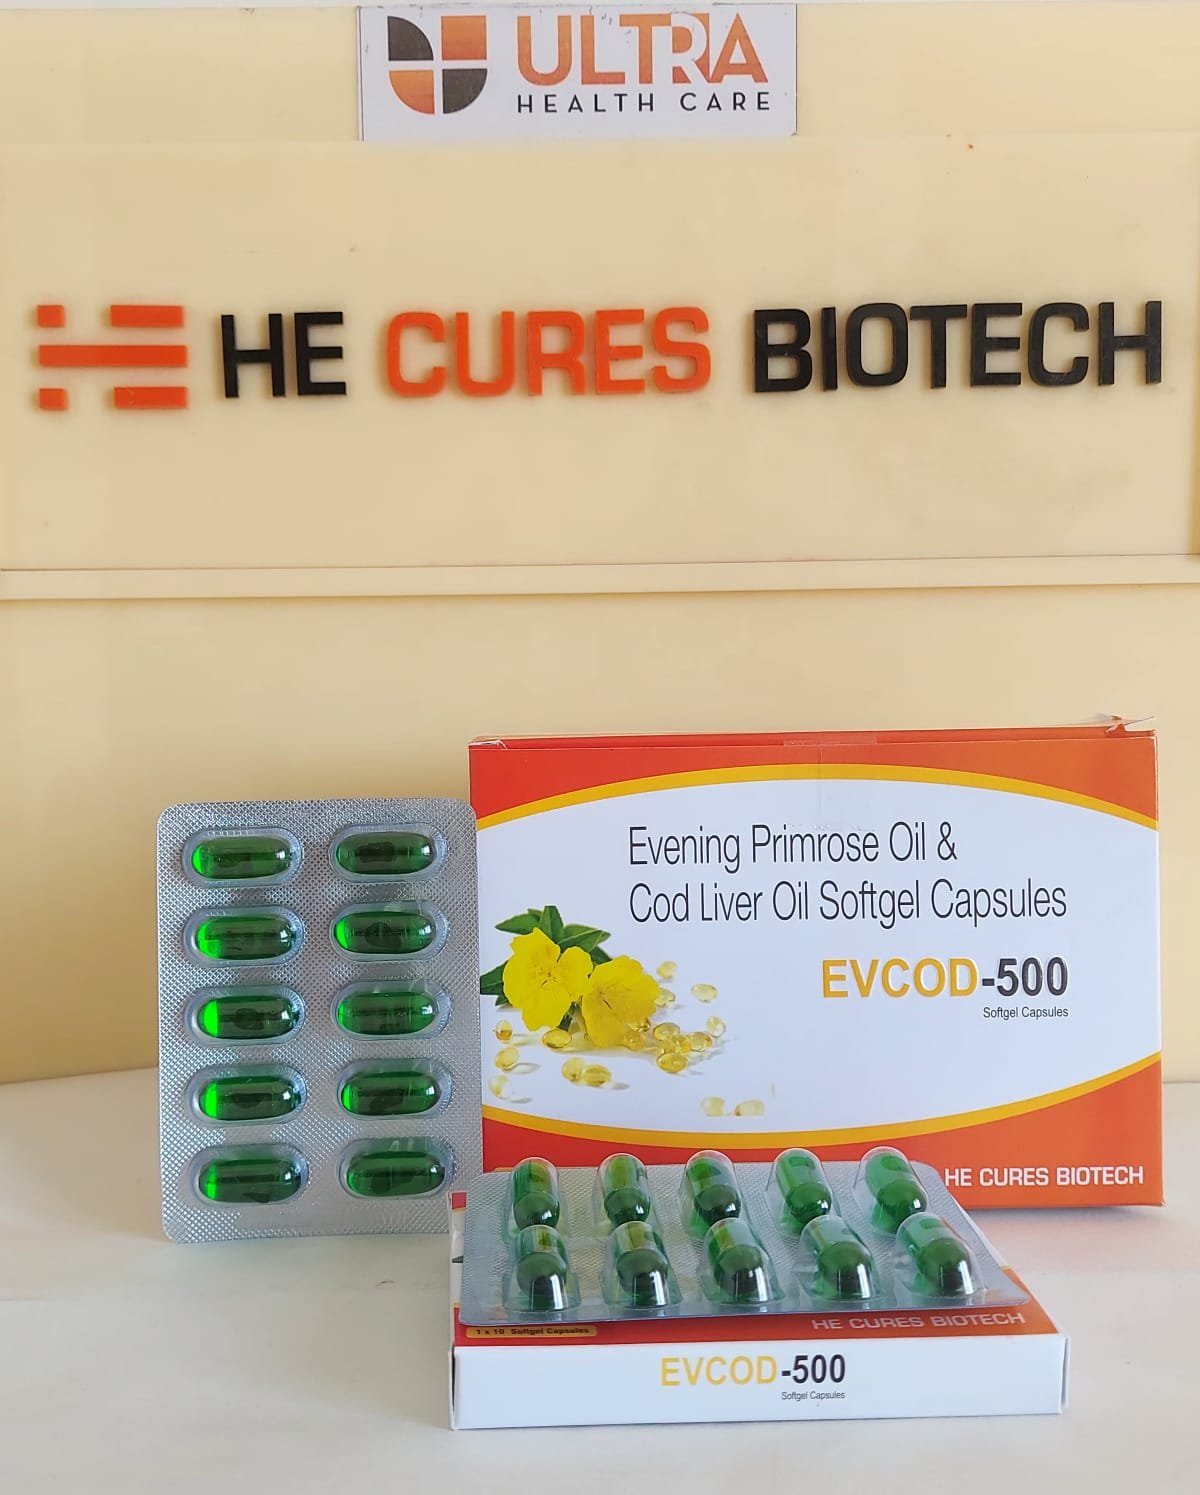 ULTRA
HEALTH CARE
HE CURES BIOTECH
Evening Primrose Oil &
Cod Liver Oil Softgel Capsules
EVCOD-500
Softgel Capsules
HE CURES BIOTECH
HE CURES BIOTECH
1 x 10 Softgel Capsules
EVCOD-500
Softgel Capsules